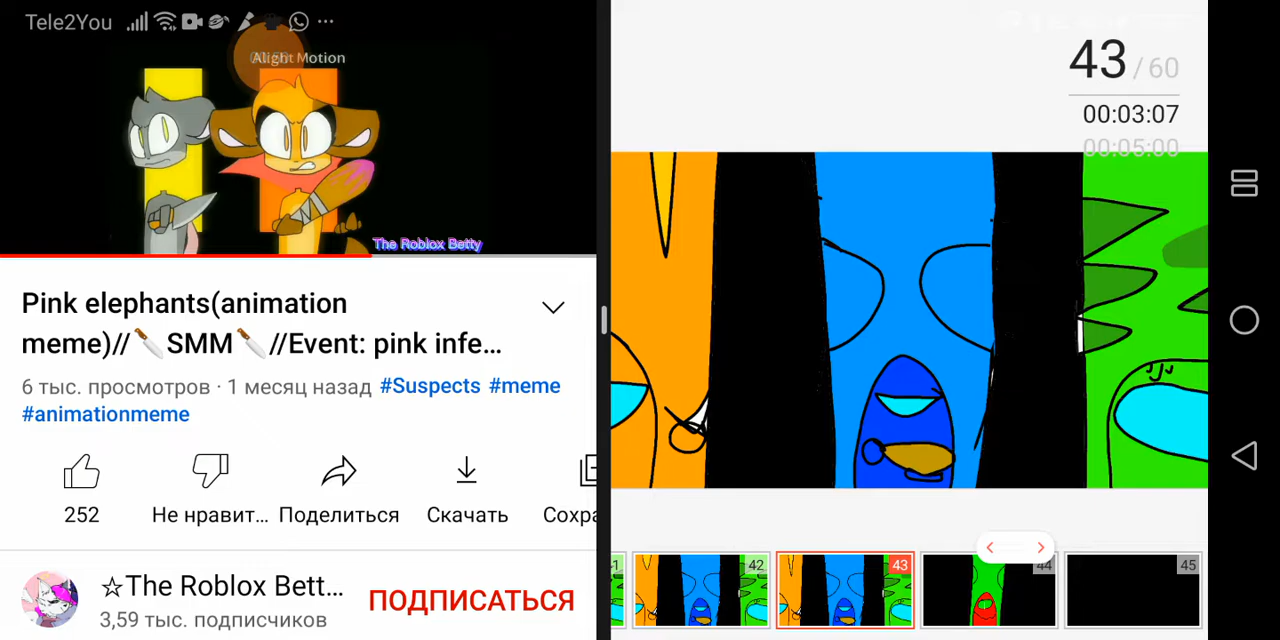 Tele2You
Alight Motion
The Roblox Betty
Pink elephants(animation
meme)//🔪SMM🔪//Event: pink infe...
6 тыс. просмотров · 1 месяц назад #Suspects #meme
#animationmeme
252
Не нравит...
Поделиться
Скачать
Сохра
☆The Roblox Bett...
3,59 тыс. подписчиков
ПОДПИСАТЬСЯ
43 / 60
00:03:07
00:05:00
42
43
44
45